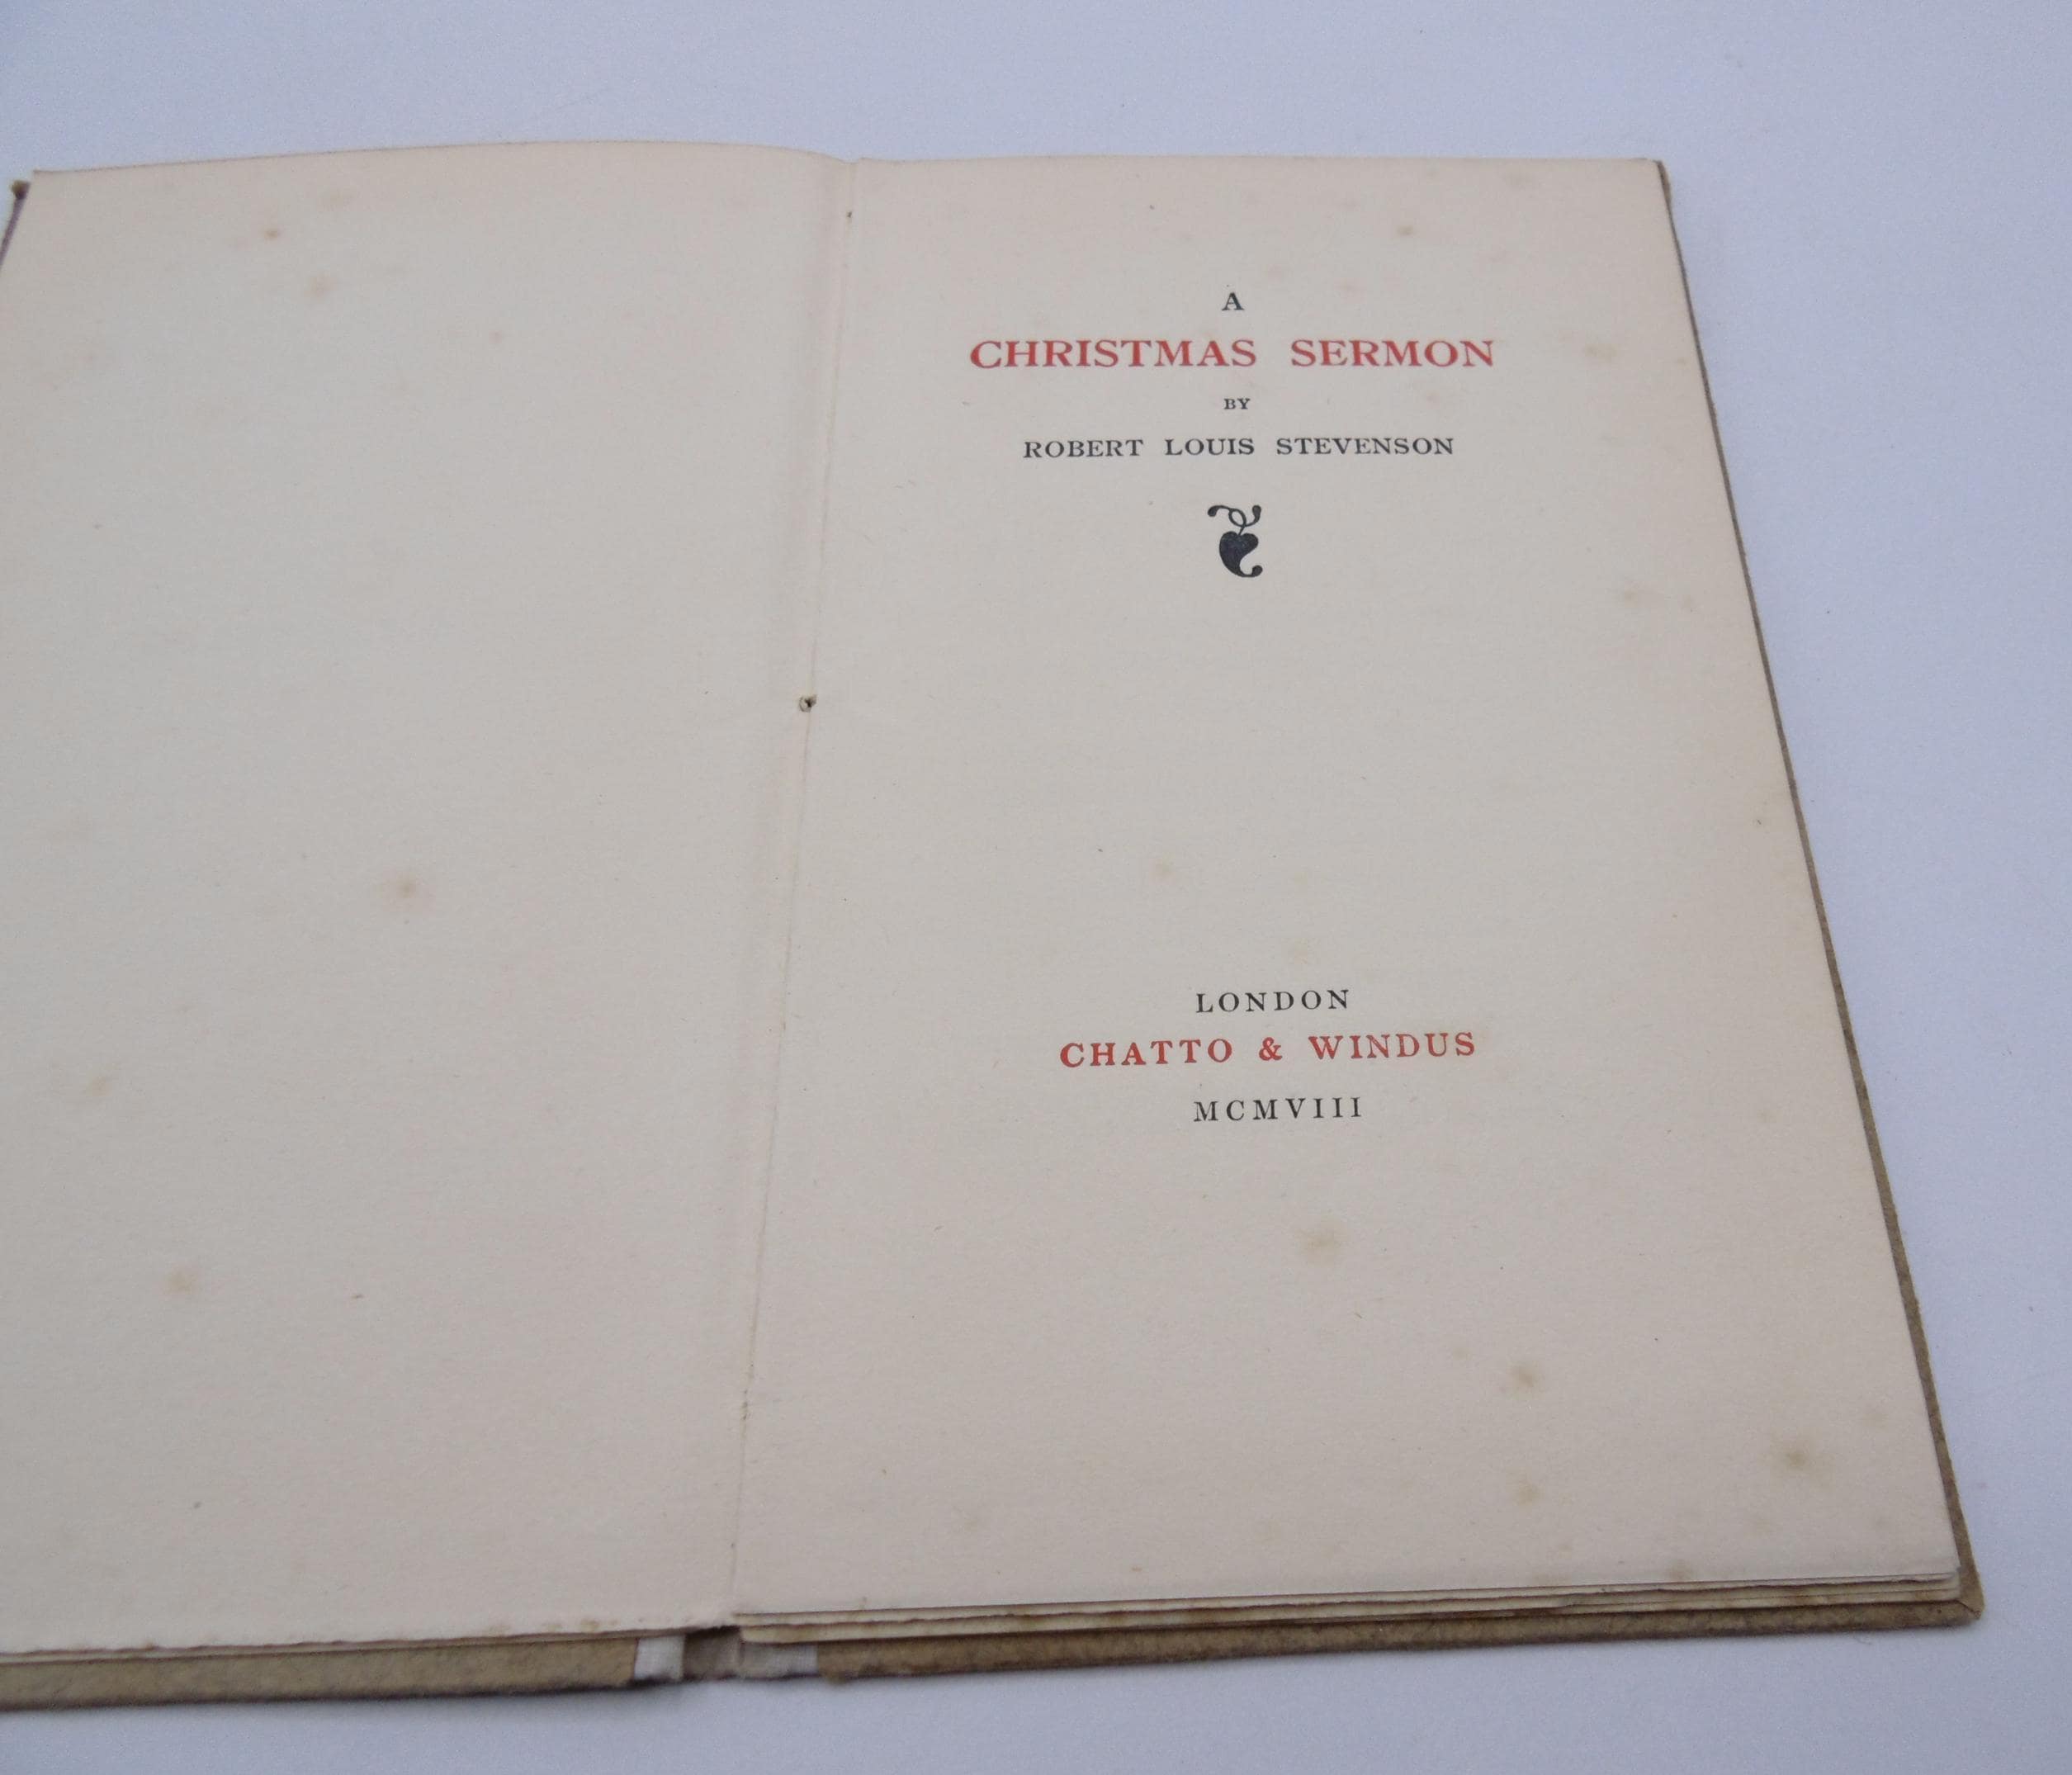 A
CHRISTMAS SERMON
BY
ROBERT LOUIS STEVENSON
LONDON
CHATTO & WINDUS
MCMVIII